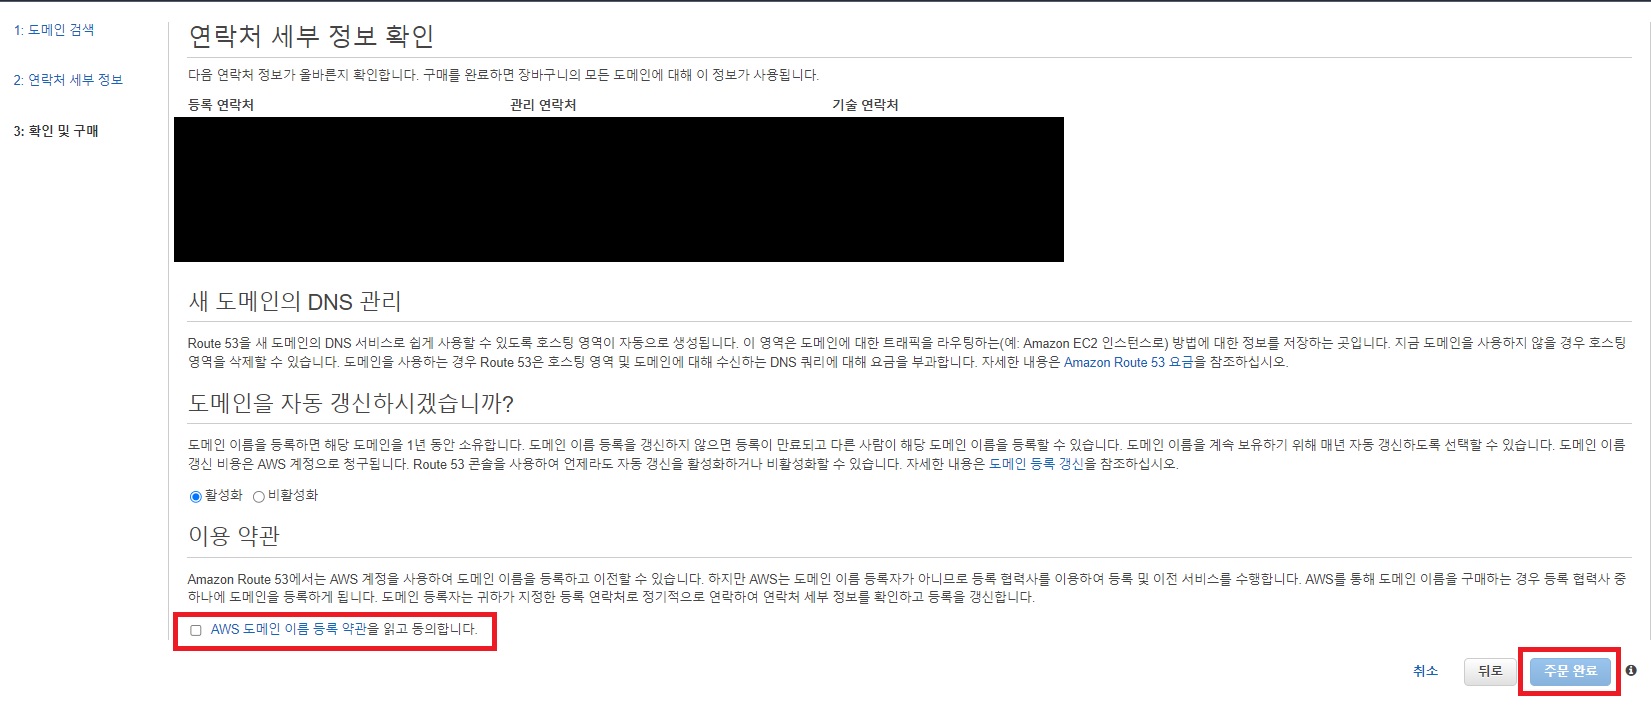 1: 도메인 검색
2: 연락처 세부 정보
3: 확인 및 구매
연락처 세부 정보 확인
다음 연락처 정보가 올바른지 확인합니다. 구매를 완료하면 장바구니의 모든 도메인에 대해 이 정보가 사용됩니다.
등록 연락처 관리 연락처 기술 연락처
새 도메인의 DNS 관리
Route 53을 새 도메인의 DNS 서비스로 쉽게 사용할 수 있도록 호스팅 영역이 자동으로 생성됩니다. 이 영역은 도메인에 대한 트래픽을 라우팅하는(예: Amazon EC2 인스턴스로) 방법에 대한 정보를 저장하는 곳입니다. 지금 도메인을 사용하지 않을 경우 호스팅
영역을 삭제할 수 있습니다. 도메인을 사용하는 경우 Route 53은 호스팅 영역 및 도메인에 대해 수신하는 DNS 쿼리에 대해 요금을 부과합니다. 자세한 내용은 Amazon Route 53 요금을 참조하십시오.
도메인을 자동 갱신하시겠습니까?
도메인 이름을 등록하면 해당 도메인을 1년 동안 소유합니다. 도메인 이름 등록을 갱신하지 않으면 등록이 만료되고 다른 사람이 해당 도메인 이름을 등록할 수 있습니다. 도메인 이름을 계속 보유하기 위해 매년 자동 갱신하도록 선택할 수 있습니다. 도메인 이름
갱신 비용은 AWS 계정으로 청구됩니다. Route 53 콘솔을 사용하여 언제라도 자동 갱신을 활성화하거나 비활성화할 수 있습니다. 자세한 내용은 도메인 등록 갱신을 참조하십시오.
활성화 비활성화
이용 약관
Amazon Route 53에서는 AWS 계정을 사용하여 도메인 이름을 등록하고 이전할 수 있습니다. 하지만 AWS는 도메인 이름 등록자가 아니므로 등록 협력사를 이용하여 등록 및 이전 서비스를 수행합니다. AWS를 통해 도메인 이름을 구매하는 경우 등록 협력사 중
하나에 도메인을 등록하게 됩니다. 도메인 등록자는 귀하가 지정한 등록 연락처로 정기적으로 연락하여 연락처 세부 정보를 확인하고 등록을 갱신합니다.
AWS 도메인 이름 등록 약관을 읽고 동의합니다.
취소 뒤로 주문 완료